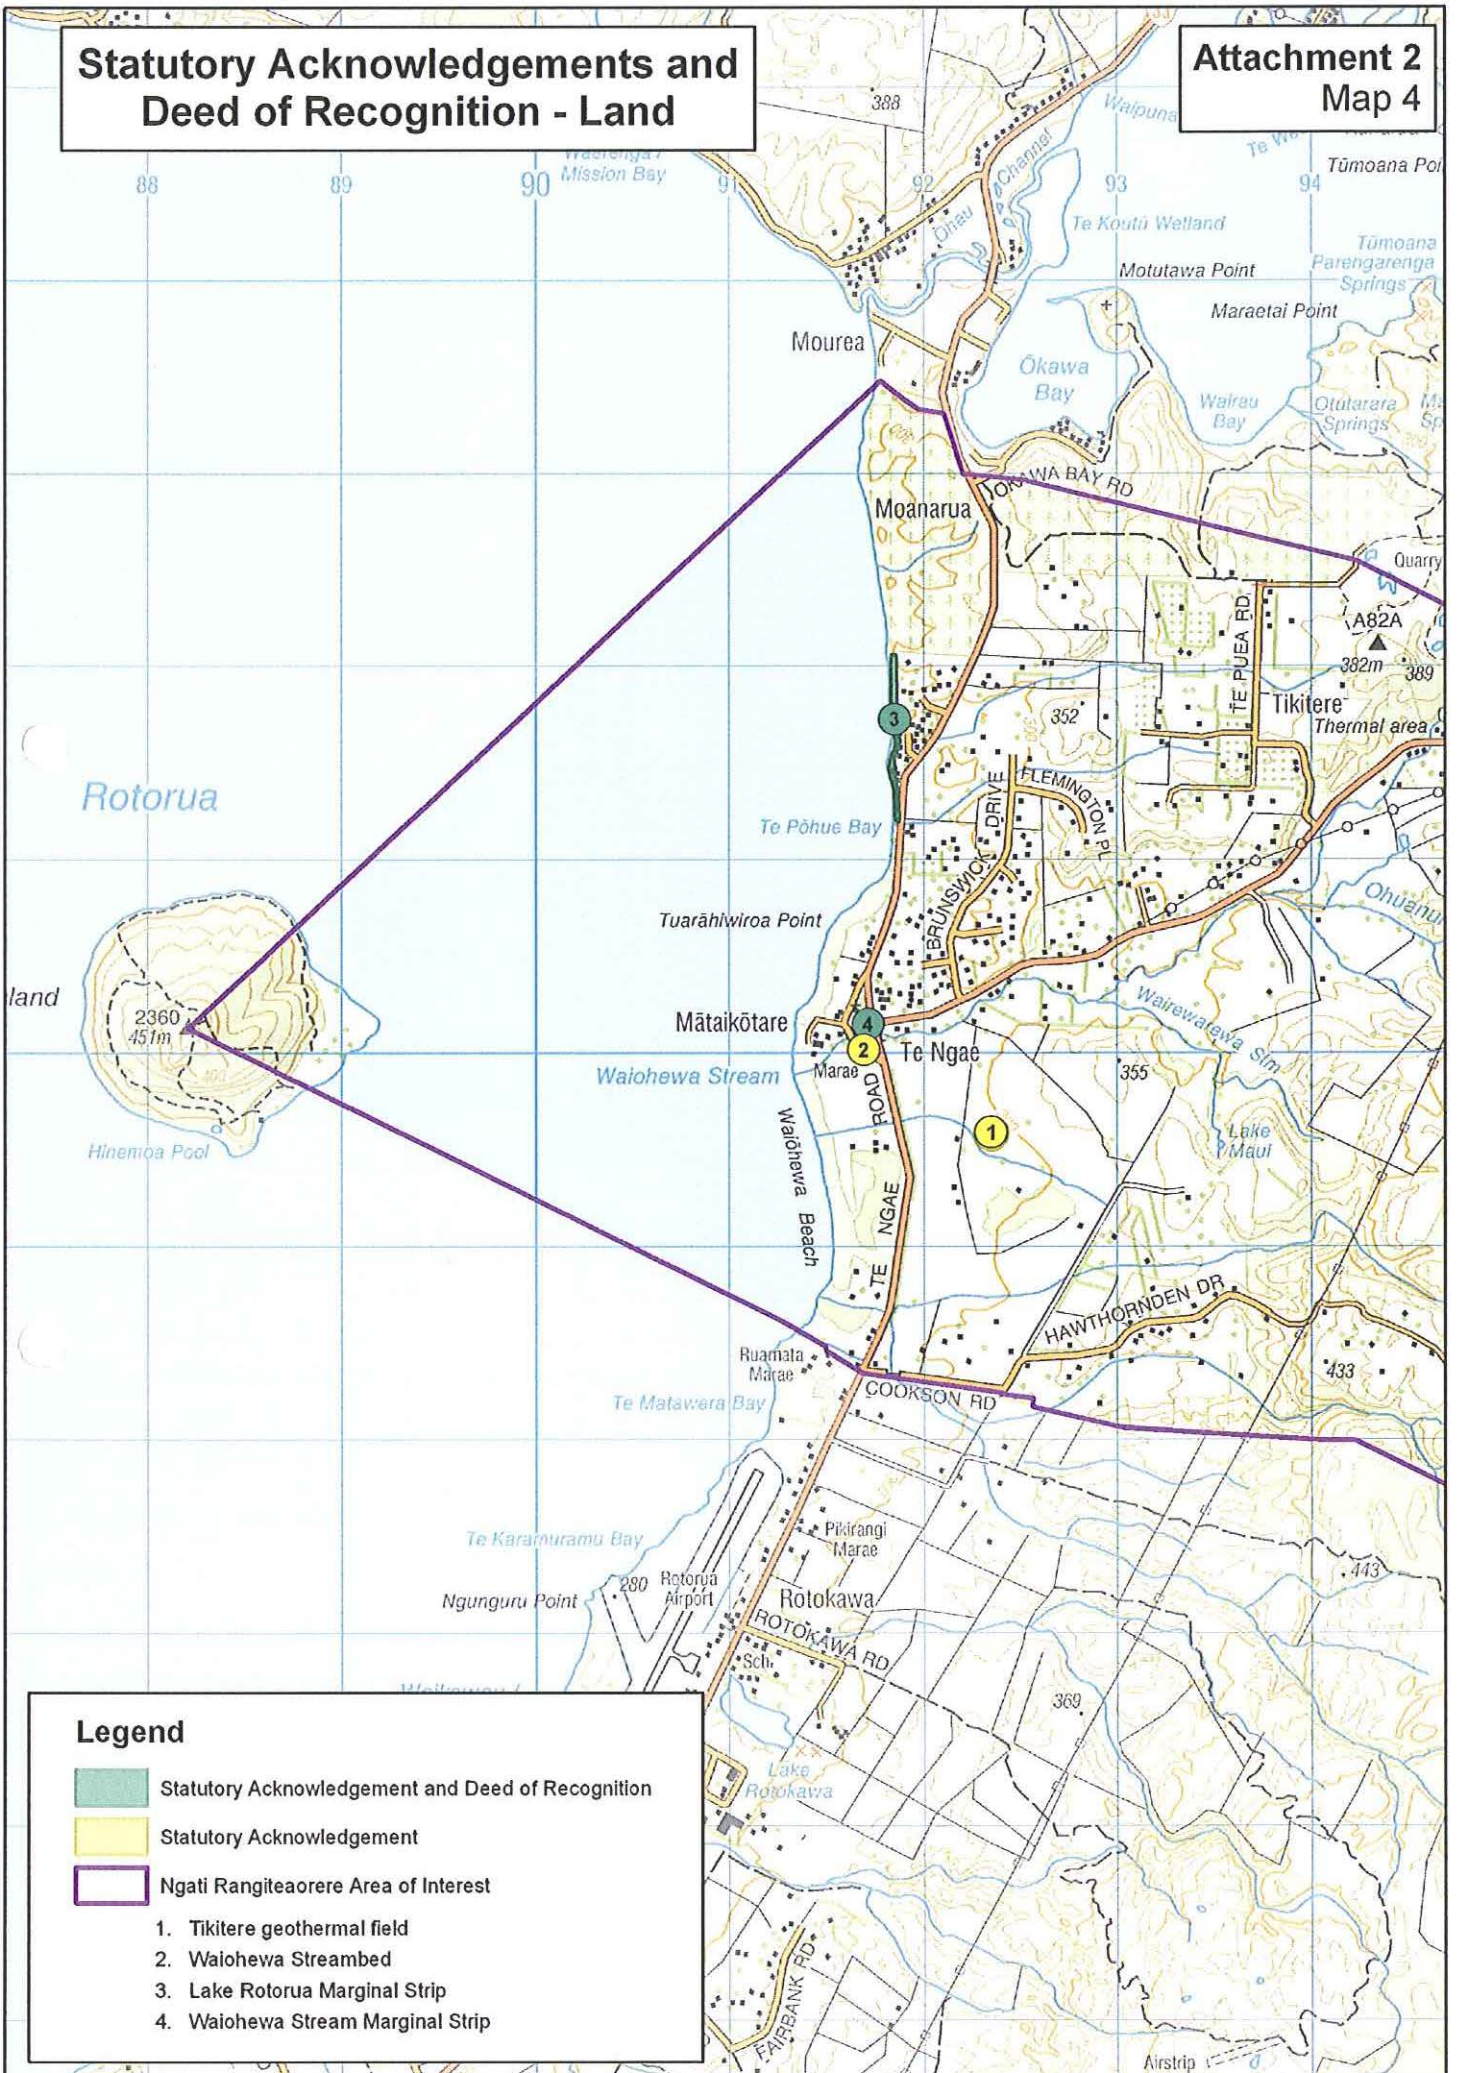 Statutory Acknowledgements and
Deed of Recognition - Land
Attachment 2
Map 4
388
Channel
Ōhau
Mission Bay
88
89
90
91
92
93
94
Tūmoana Poi
Te Koutū Wetland
Tūmoana
Parengarenga
Springs
Motutawa Point
Maraetai Point
Mourea
Ōkawa
Bay
Wairau
Bay
Otutarara
Springs
OKAWA BAY RD
Moanarua
Quarry
A82A
382m
389
TE PUEA RD
Tikitere
Thermal area
3
352
Rotorua
FLEMINGTON PL
BRUNSWICK DRIVE
Te Pōhue Bay
Ohuanui
Tuarāhiwiroa Point
land
2360
451m
400
Mātaikōtare
4
2
Te Ngae
Wairewarewa Stm
Marae
Waiohewa Stream
355
1
Lake
Maui
Hinemoa Pool
Waiōhewa Beach
TE NGAE ROAD
HAWTHORNDEN DR
Ruamata
Marae
433
COOKSON RD
Te Matawera Bay
Te Karamuramu Bay
Pikirangi
Marae
443
Ngunguru Point
280
Rotorua
Airport
Rotokawa
ROTOKAWA RD
Sch.
369
Lake
Rotokawa
FAIRBANK RD
Airstrip
Legend
Statutory Acknowledgement and Deed of Recognition
Statutory Acknowledgement
Ngati Rangiteaorere Area of Interest
1. Tikitere geothermal field
2. Waiohewa Streambed
3. Lake Rotorua Marginal Strip
4. Waiohewa Stream Marginal Strip